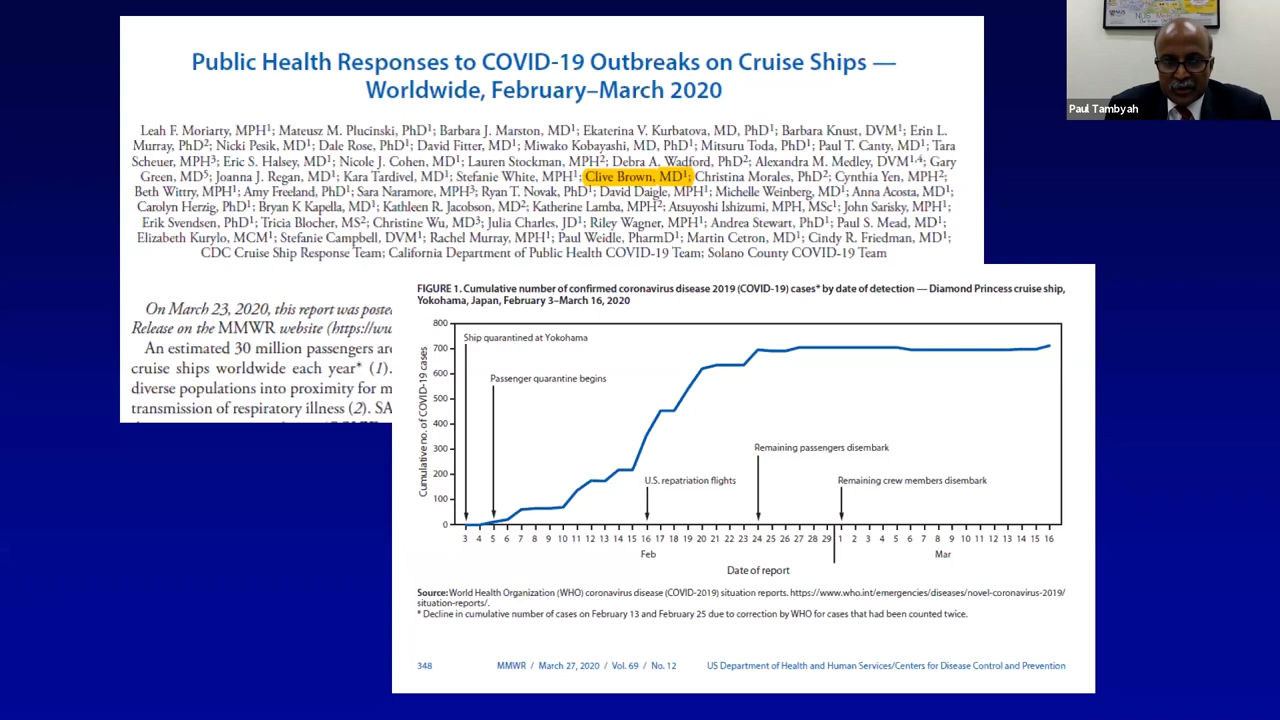 Public Health Responses to COVID-19 Outbreaks on Cruise Ships —
Worldwide, February–March 2020
Leah F. Moriarty, MPH1; Mateusz M. Plucinski, PhD1; Barbara J. Marston, MD1; Ekaterina V. Kurbatova, MD, PhD1; Barbara Knust, DVM1; Erin L.
Murray, PhD2; Nicki Pesik, MD1; Dale Rose, PhD1; David Fitter, MD1; Miwako Kobayashi, MD, PhD1; Mitsuru Toda, PhD1; Paul T. Canty, MD1; Tara
Scheuer, MPH3; Eric S. Halsey, MD1; Nicole J. Cohen, MD1; Lauren Stockman, MPH2; Debra A. Wadford, PhD2; Alexandra M. Medley, DVM1,4; Gary
Green, MD5; Joanna J. Regan, MD1; Kara Tardivel, MD1; Stefanie White, MPH1; Clive Brown, MD1; Christina Morales, PhD2; Cynthia Yen, MPH2;
Beth Wittry, MPH1; Amy Freeland, PhD1; Sara Naramore, MPH3; Ryan T. Novak, PhD1; David Daigle, MPH1; Michelle Weinberg, MD1; Anna Acosta, MD1;
Carolyn Herzig, PhD1; Bryan K Kapella, MD1; Kathleen R. Jacobson, MD2; Katherine Lamba, MPH2; Atsuyoshi Ishizumi, MPH, MSc1; John Sarisky, MPH1;
Erik Svendsen, PhD1; Tricia Blocher, MS2; Christine Wu, MD3; Julia Charles, JD1; Riley Wagner, MPH1; Andrea Stewart, PhD1; Paul S. Mead, MD1;
Elizabeth Kurylo, MCM1; Stefanie Campbell, DVM1; Rachel Murray, MPH1; Paul Weidle, PharmD1; Martin Cetron, MD1; Cindy R. Friedman, MD1;
CDC Cruise Ship Response Team; California Department of Public Health COVID-19 Team; Solano County COVID-19 Team
On March 23, 2020, this report was poste
Release on the MMWR website (https://wu
An estimated 30 million passengers are
cruise ships worldwide each year* (1).
diverse populations into proximity for m
transmission of respiratory illness (2). SA
Paul Tambyah
FIGURE 1. Cumulative number of confirmed coronavirus disease 2019 (COVID-19) cases* by date of detection — Diamond Princess cruise ship,
Yokohama, Japan, February 3–March 16, 2020
Cumulative no. of COVID-19 cases
800
700
600
500
400
300
200
100
0
Ship quarantined at Yokohama
Passenger quarantine begins
Remaining passengers disembark
U.S. repatriation flights
Remaining crew members disembark
3 4 5 6 7 8 9 10 11 12 13 14 15 16 17 18 19 20 21 22 23 24 25 26 27 28 29 1 2 3 4 5 6 7 8 9 10 11 12 13 14 15 16
Feb Mar
Date of report
Source: World Health Organization (WHO) coronavirus disease (COVID-2019) situation reports. https://www.who.int/emergencies/diseases/novel-coronavirus-2019/
situation-reports/.
* Decline in cumulative number of cases on February 13 and February 25 due to correction by WHO for cases that had been counted twice.
348 MMWR / March 27, 2020 / Vol. 69 / No. 12 US Department of Health and Human Services/Centers for Disease Control and Prevention